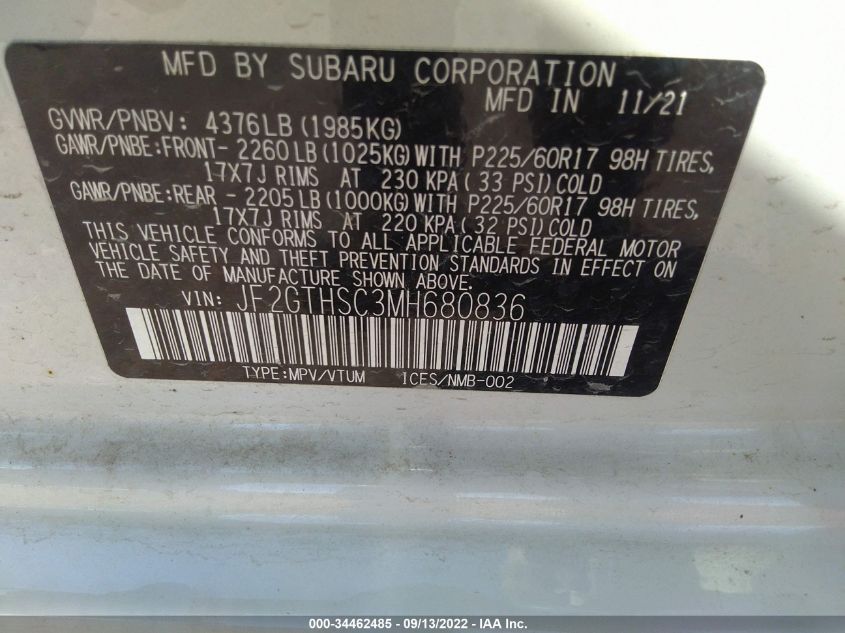 MFD BY SUBARU CORPORATION
MFD IN 11/21
GVWR/PNBV: 4376LB (1985KG)
GAWR/PNBE:FRONT- 2260LB (1025KG) WITH P225/60R17 98H TIRES,
17X7J RIMS AT 230 KPA( 33 PSI) COLD
GAWR/PNBE:REAR - 2205LB (1000KG) WITH P225/60R17 98H TIRES,
17X7J RIMS AT 220 KPA( 32 PSI) COLD
THIS VEHICLE CONFORMS TO ALL APPLICABLE FEDERAL MOTOR
VEHICLE SAFETY AND THEFT PREVENTION STANDARDS IN EFFECT ON
THE DATE OF MANUFACTURE SHOWN ABOVE.
VIN: JF2GTHSC3MH680836
TYPE:MPV/VTUM ICES/NMB-002
000-34462485 - 09/13/2022 - IAA Inc.